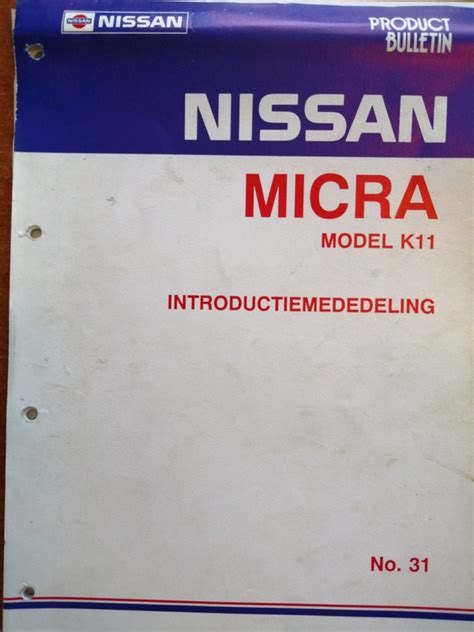 NISSAN
PRODUCT
BULLETIN
NISSAN
MICRA
MODEL K11
INTRODUCTIEMEDEDELING
No. 31